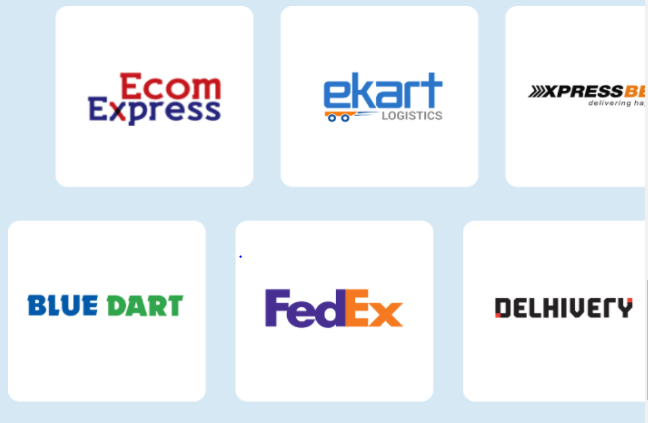 Ecom
Express
ekart
LOGISTICS
XPRESSBE
delivering ha
BLUE DART
FedEx
DELHIVERY